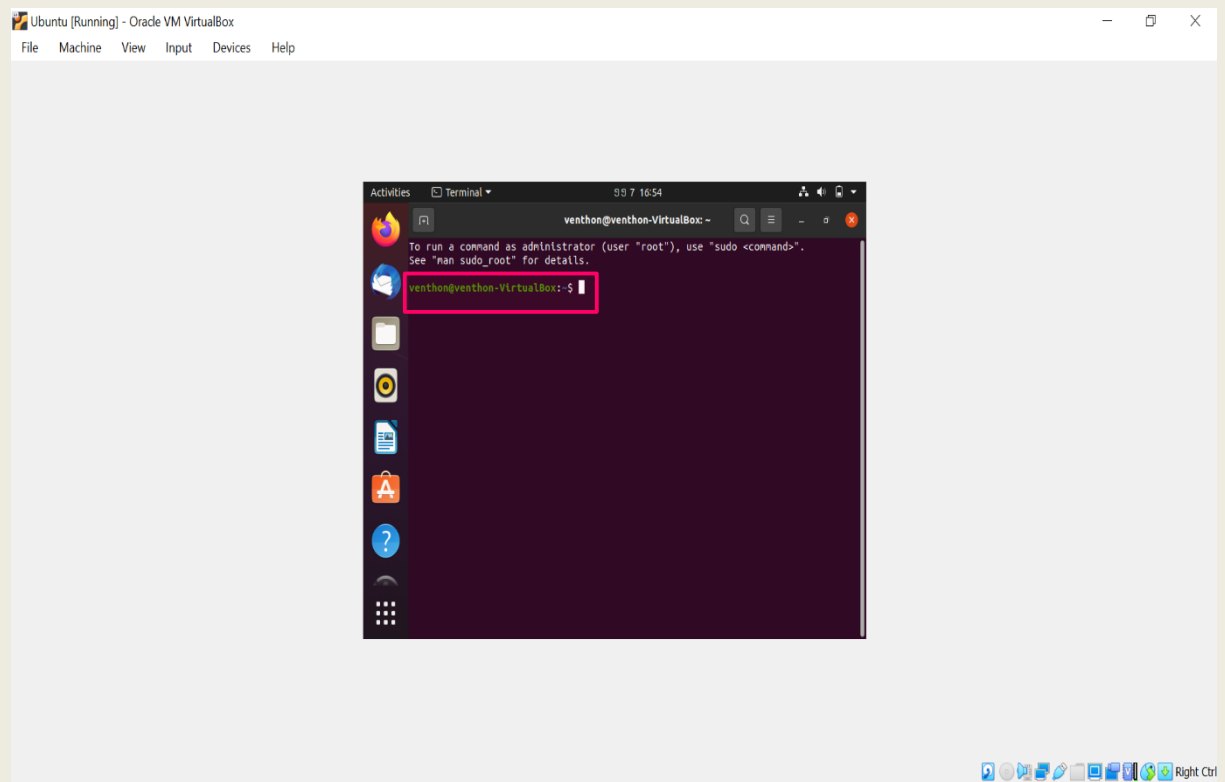 Ubuntu [Running] - Oracle VM VirtualBox
File Machine View Input Devices Help
Activities Terminal 16:54
venthon@venthon-VirtualBox: ~
To run a command as administrator (user "root"), use "sudo <command>".
See "man sudo_root" for details.
venthon@venthon-VirtualBox:~$
Right Ctrl